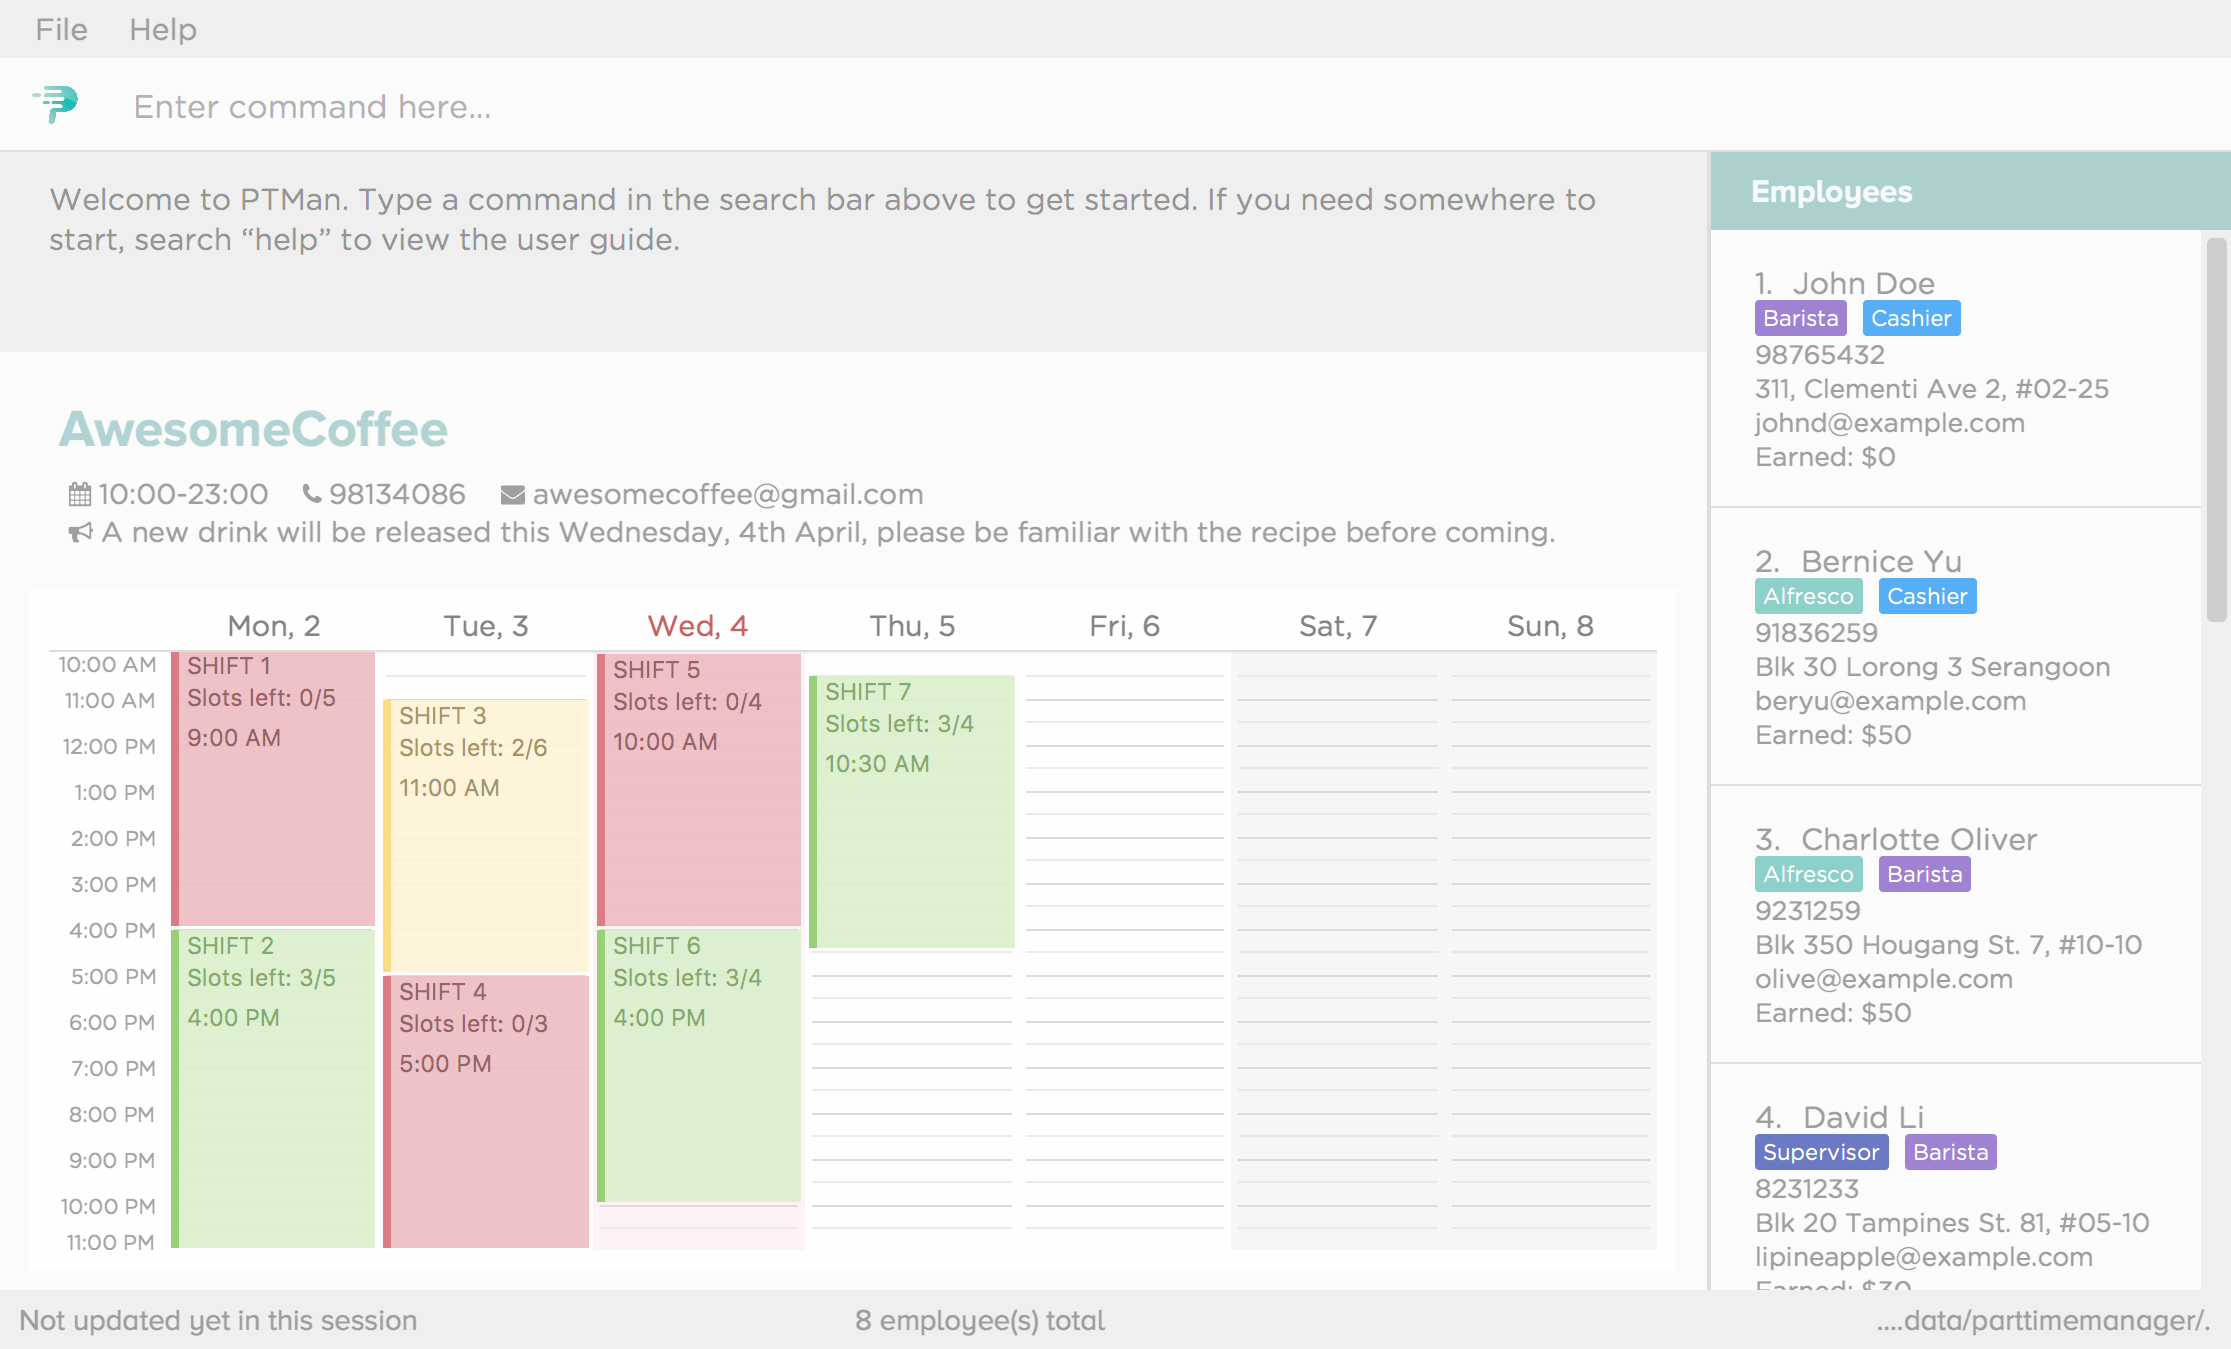 File Help
Enter command here...
Welcome to PTMan. Type a command in the search bar above to get started. If you need somewhere to
start, search “help” to view the user guide.
AwesomeCoffee
10:00-23:00 98134086 awesomecoffee@gmail.com
A new drink will be released this Wednesday, 4th April, please be familiar with the recipe before coming.
Mon, 2 Tue, 3 Wed, 4 Thu, 5 Fri, 6 Sat, 7 Sun, 8
10:00 AM
11:00 AM
12:00 PM
1:00 PM
2:00 PM
3:00 PM
4:00 PM
5:00 PM
6:00 PM
7:00 PM
8:00 PM
9:00 PM
10:00 PM
11:00 PM
SHIFT 1
Slots left: 0/5
9:00 AM
SHIFT 2
Slots left: 3/5
4:00 PM
SHIFT 3
Slots left: 2/6
11:00 AM
SHIFT 4
Slots left: 0/3
5:00 PM
SHIFT 5
Slots left: 0/4
10:00 AM
SHIFT 6
Slots left: 3/4
4:00 PM
SHIFT 7
Slots left: 3/4
10:30 AM
Employees
1. John Doe
Barista Cashier
98765432
311, Clementi Ave 2, #02-25
johnd@example.com
Earned: $0
2. Bernice Yu
Alfresco Cashier
91836259
Blk 30 Lorong 3 Serangoon
beryu@example.com
Earned: $50
3. Charlotte Oliver
Alfresco Barista
9231259
Blk 350 Hougang St. 7, #10-10
olive@example.com
Earned: $50
4. David Li
Supervisor Barista
8231233
Blk 20 Tampines St. 81, #05-10
lipineapple@example.com
Earned: $30
Not updated yet in this session
8 employee(s) total
....data/parttimemanager/.